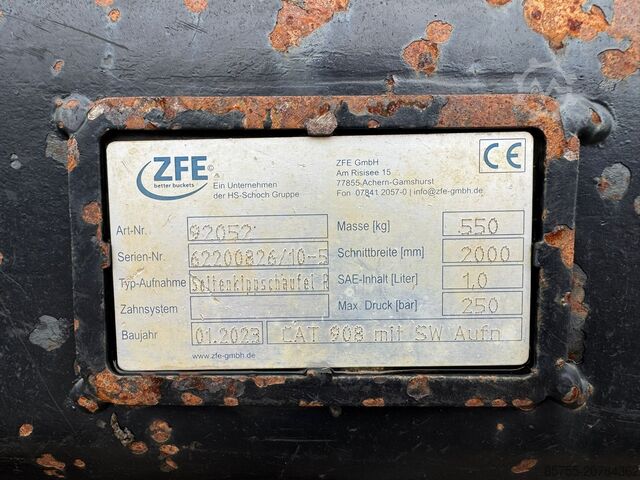 ZFE©
better buckets
Ein Unternehmen
der HS-Schoch Gruppe
ZFE GmbH
Am Risisee 15
77855 Achern-Gamshurst
Fon 07841 2057-0 | info@zfe-gmbh.de
CE
Art-Nr. 92052
Serien-Nr. 62200826/10-5
Typ-Aufnahme Seitenkippschaufel R
Zahnsystem
Baujahr 01.2023 CAT 908 mit SW Aufn
Masse [kg] 550
Schnittbreite [mm] 2000
SAE-Inhalt [Liter] 1,0
Max. Druck [bar] 250
www.zfe-gmbh.de